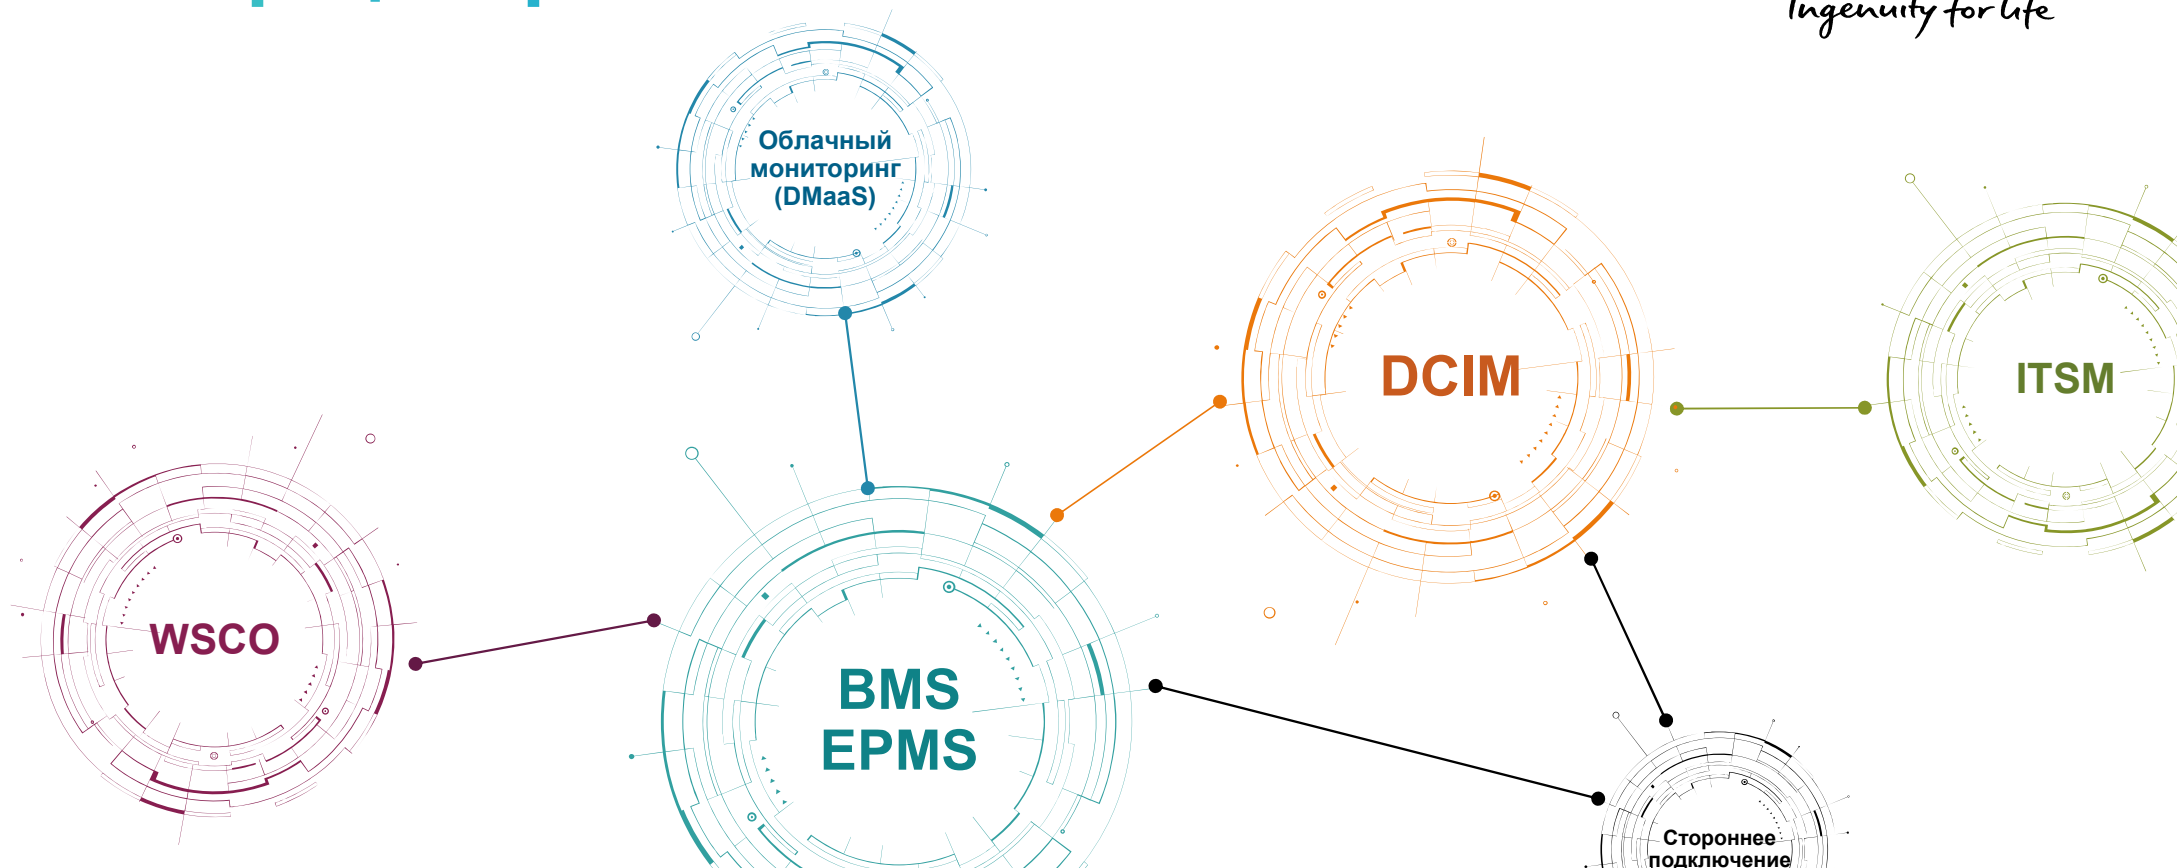 Ingenuity for life
Облачный
мониторинг
(DMaaS)
DCIM
ITSM
WSCO
BMS
EPMS
Стороннее
подключение